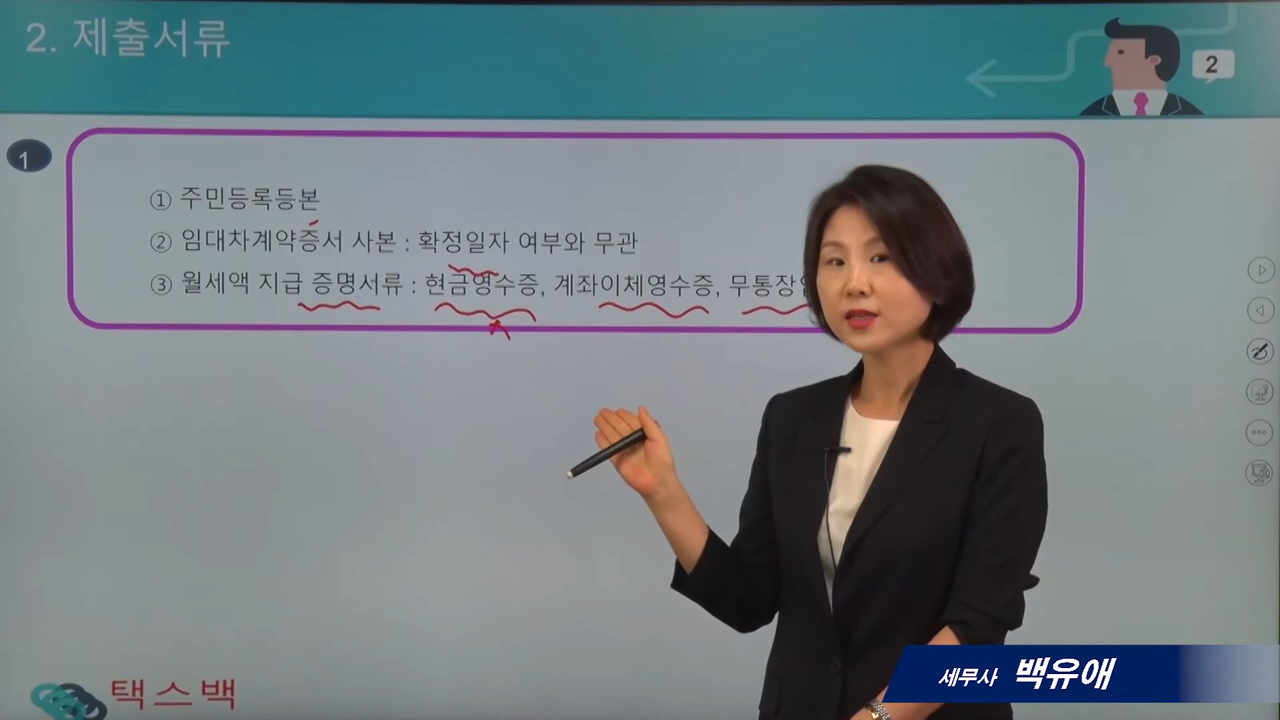 2. 제출서류
2
1
① 주민등록등본
② 임대차계약증서 사본 : 확정일자 여부와 무관
③ 월세액 지급 증명서류 : 현금영수증, 계좌이체영수증, 무통장
세무사 백유애
택스백